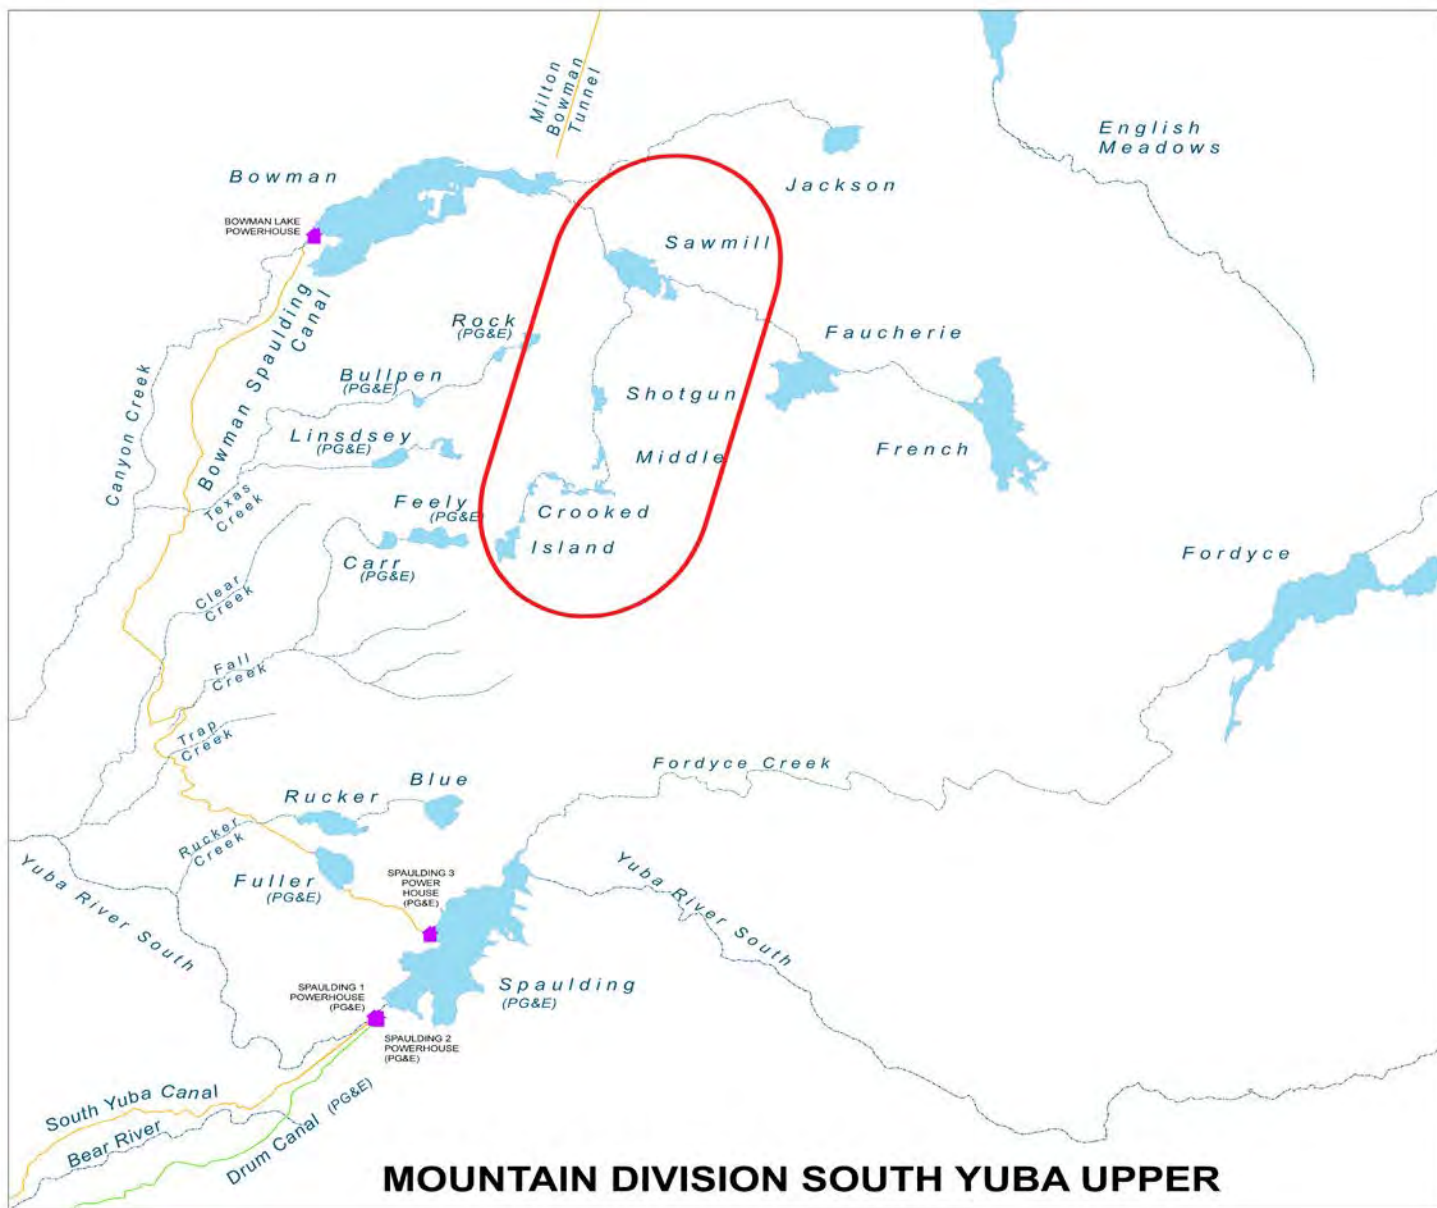 Milton
Bowman
Tunnel
English
Meadows
Bowman
Jackson
BOWMAN LAKE
POWERHOUSE
Sawmill
Bowman Spaulding
Canal
Rock
(PG&E)
Faucherie
Canyon Creek
Bullpen
(PG&E)
Shotgun
Linsdsey
(PG&E)
Middle
French
Texas
Creek
Feely
(PG&E)
Crooked
Island
Carr
(PG&E)
Fordyce
Clear
Creek
Fall
Creek
Trap
Creek
Fordyce Creek
Blue
Rucker
Rucker
Creek
Yuba River South
Fuller
(PG&E)
SPAULDING 3
POWER
HOUSE
(PG&E)
Yuba River South
Spaulding
(PG&E)
SPAULDING 1
POWERHOUSE
(PG&E)
SPAULDING 2
POWERHOUSE
(PG&E)
South Yuba Canal
Bear River
Drum Canal (PG&E)
MOUNTAIN DIVISION SOUTH YUBA UPPER